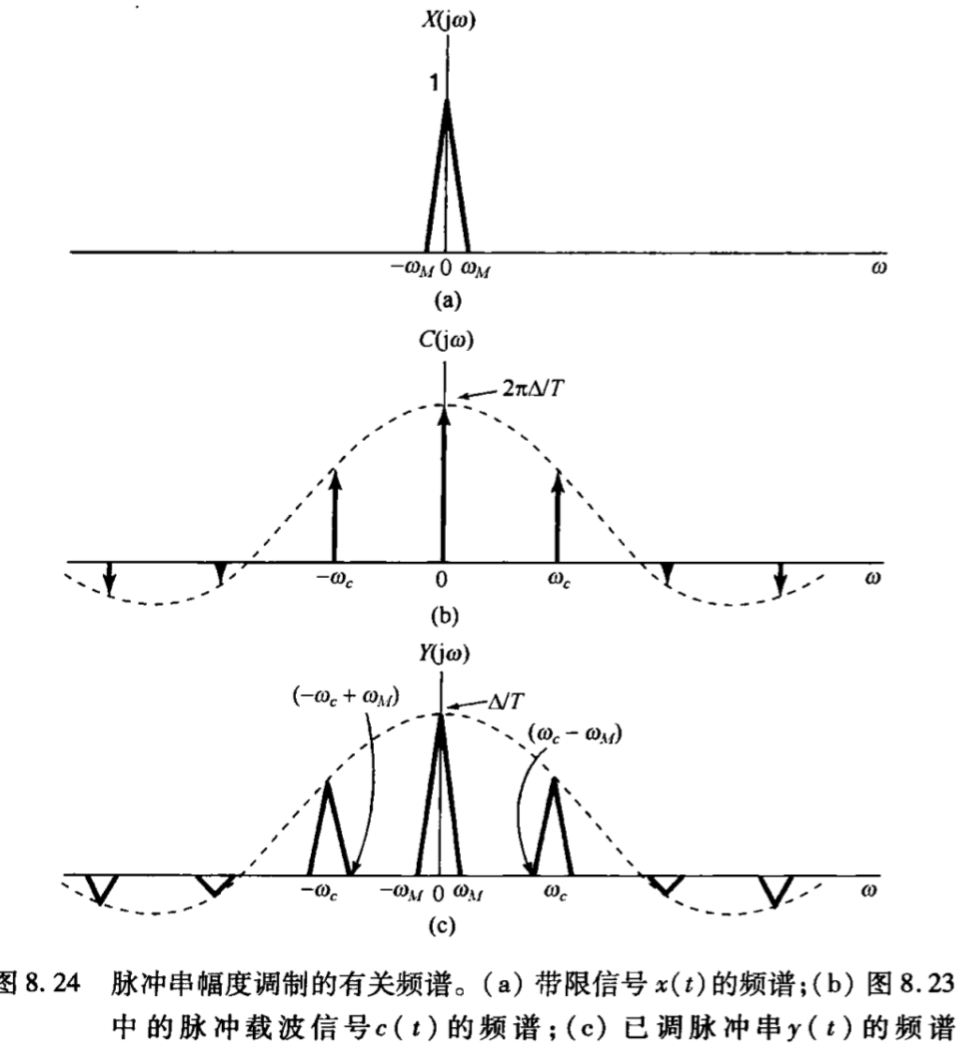 X(jω)
1
−ω_M 0 ω_M ω
(a)
C(jω)
2πΔ/T
−ω_c 0 ω_c ω
(b)
Y(jω)
(−ω_c + ω_M)
Δ/T
(ω_c − ω_M)
−ω_c −ω_M 0 ω_M ω_c ω
(c)
图 8.24 脉冲串幅度调制的有关频谱。(a) 带限信号 x(t)的频谱;(b) 图 8.23
中的脉冲载波信号c(t)的频谱;(c) 已调脉冲串y(t)的频谱